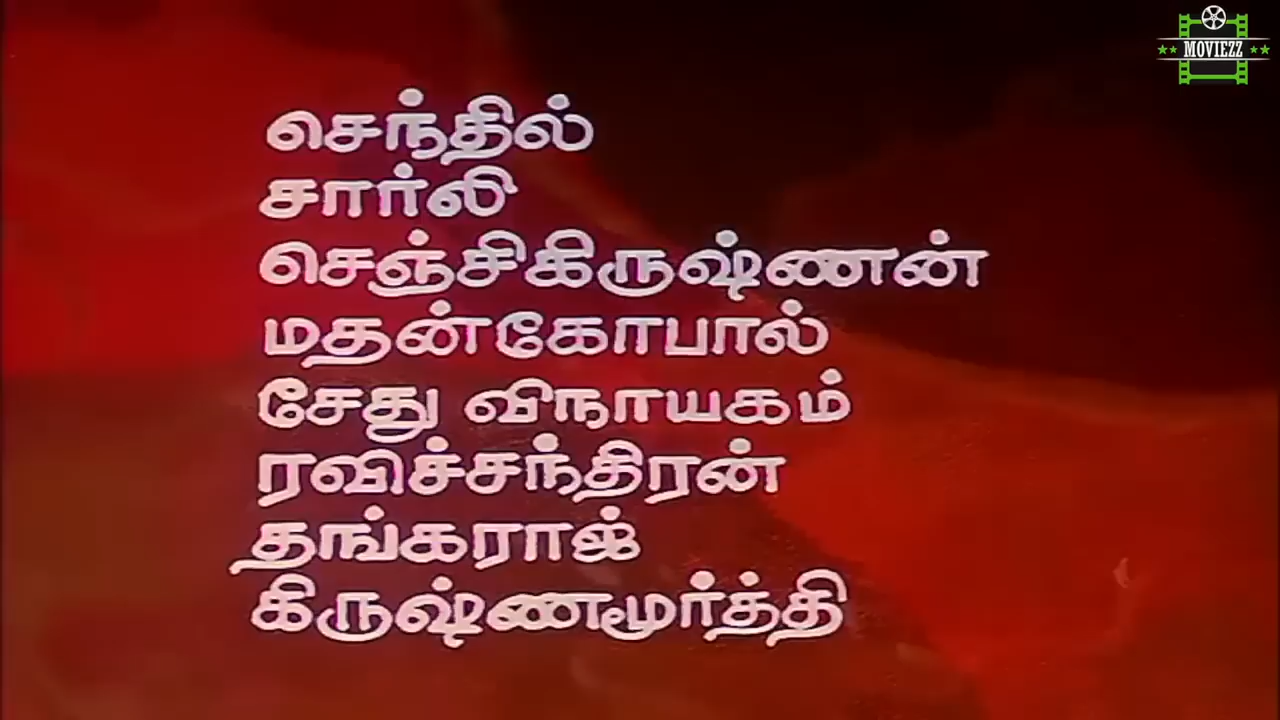 MOVIEZZ
செந்தில்
சார்லி
செஞ்சிகிருஷ்ணன்
மதன்கோபால்
சேது விநாயகம்
ரவிச்சந்திரன்
தங்கராஜ்
கிருஷ்ணமூர்த்தி